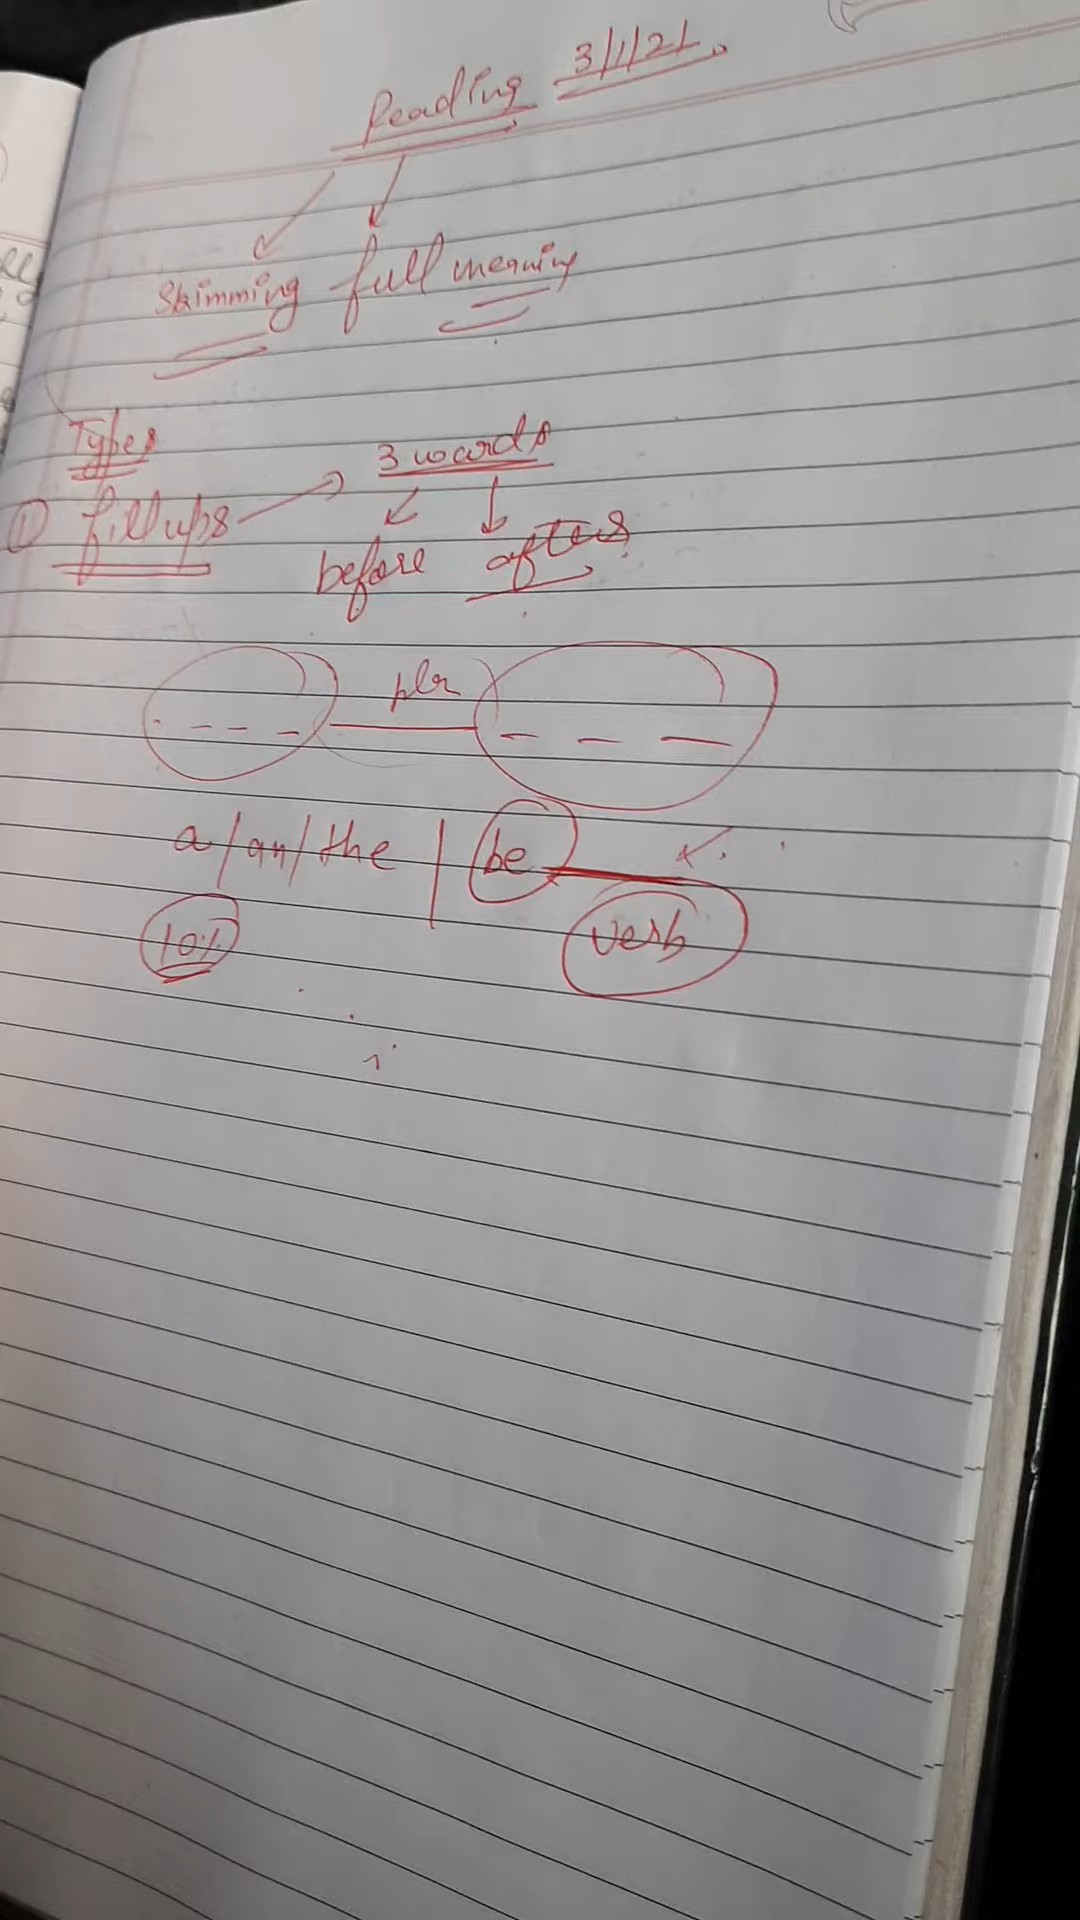 Reading 3/1/21.
Skimming full meaning
Types
① fillups → 3 words
before after
a/an/the | be
10% verb